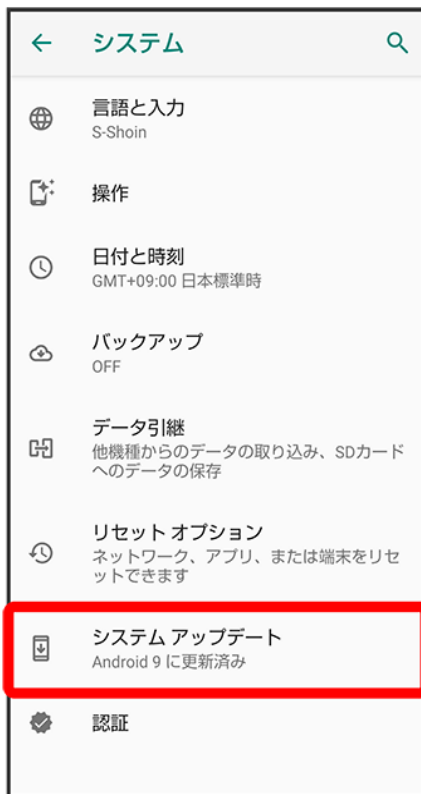 システム
言語と入力
S-Shoin
操作
日付と時刻
GMT+09:00 日本標準時
バックアップ
OFF
データ引継
他機種からのデータの取り込み、SDカード
へのデータの保存
リセット オプション
ネットワーク、アプリ、または端末をリセ
ットできます
システム アップデート
Android 9 に更新済み
認証